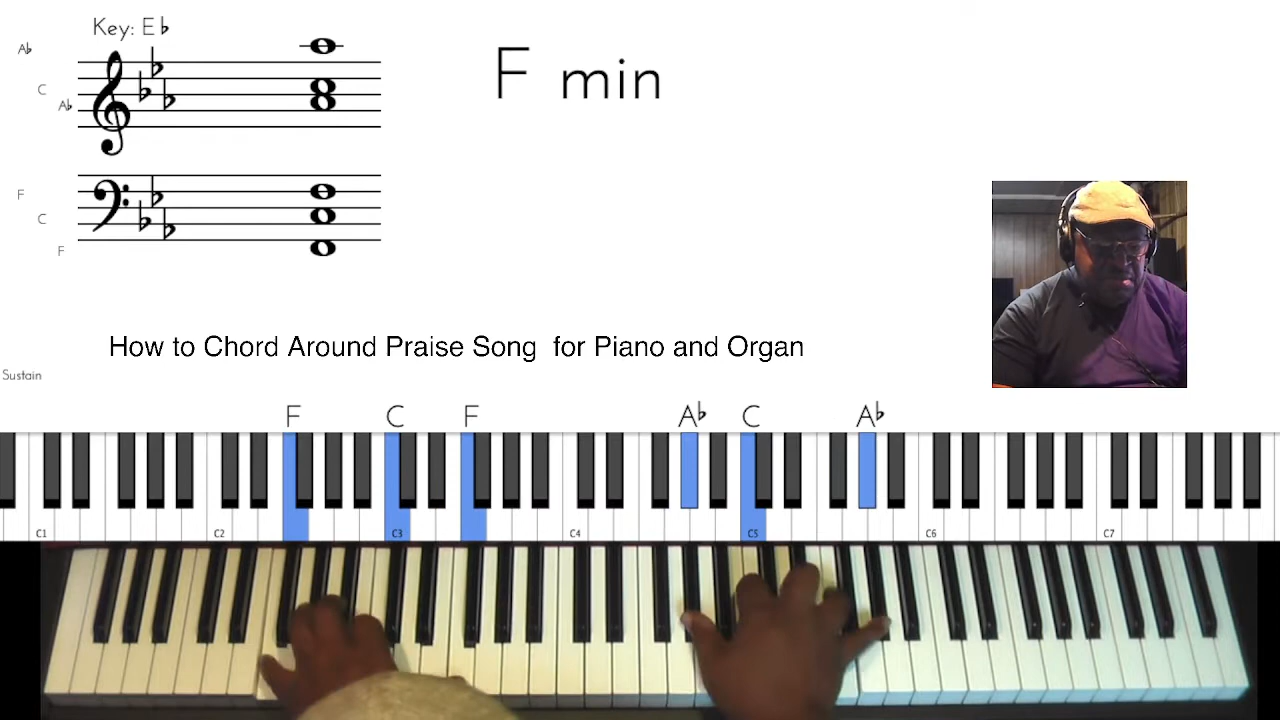 Key: E♭
F min
A♭
C
A♭
F
C
F
How to Chord Around Praise Song for Piano and Organ
Sustain
F C F A♭ C A♭
C1 C2 C3 C4 C5 C6 C7